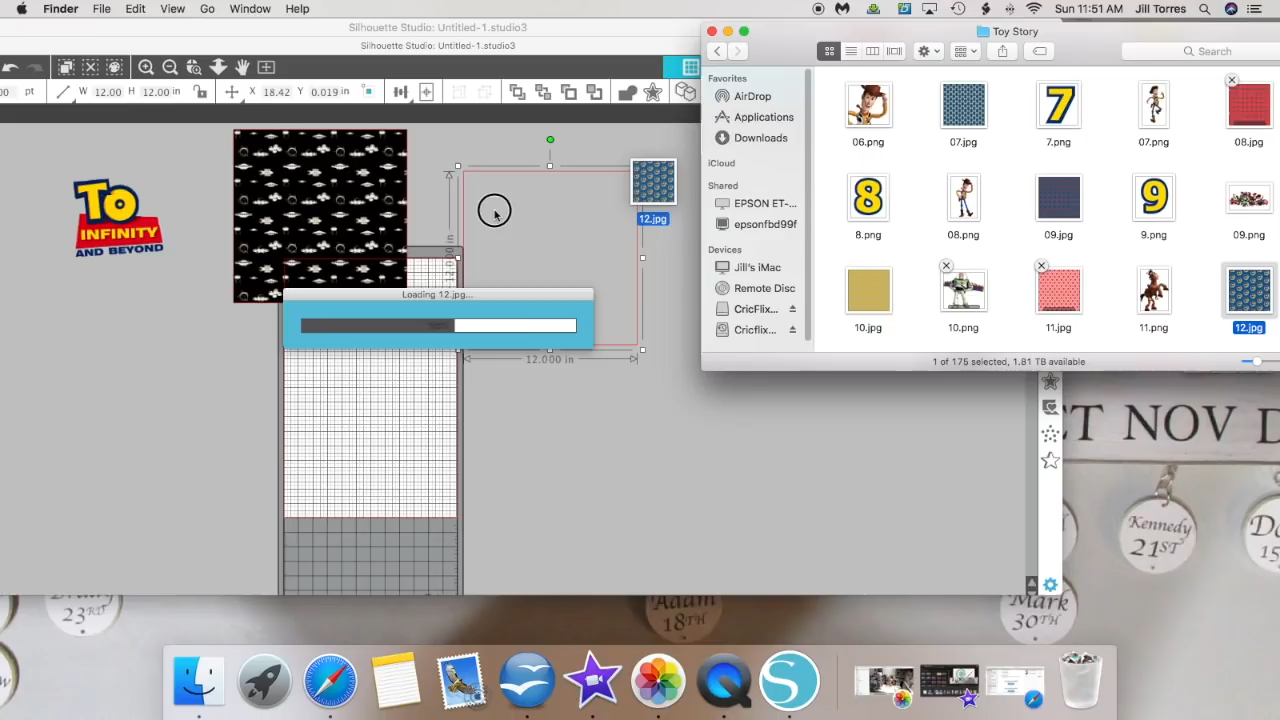 Finder File Edit View Go Window Help
Sun 11:51 AM Jill Torres
Silhouette Studio: Untitled-1.studio3
Silhouette Studio: Untitled-1.studio3
00 pt W 12.00 H 12.00 in X 18.42 Y 0.019 in
TO
INFINITY
AND BEYOND
12.jpg
12.000 in
Loading 12.jpg...
Toy Story
Search
Favorites
AirDrop
Applications
Downloads
iCloud
Shared
EPSON ET-...
epsonfbd99f
Devices
Jill's iMac
Remote Disc
CricFlix...
Cricflix...
7
06.png 07.jpg 7.png 07.png 08.jpg
8 9
8.png 08.png 09.jpg 9.png 09.png
10.jpg 10.png 11.jpg 11.png 12.jpg
1 of 175 selected, 1.81 TB available
ET NOV D
Kennedy
21ST
15
23RD
Adam
18TH
Mark
30TH
S